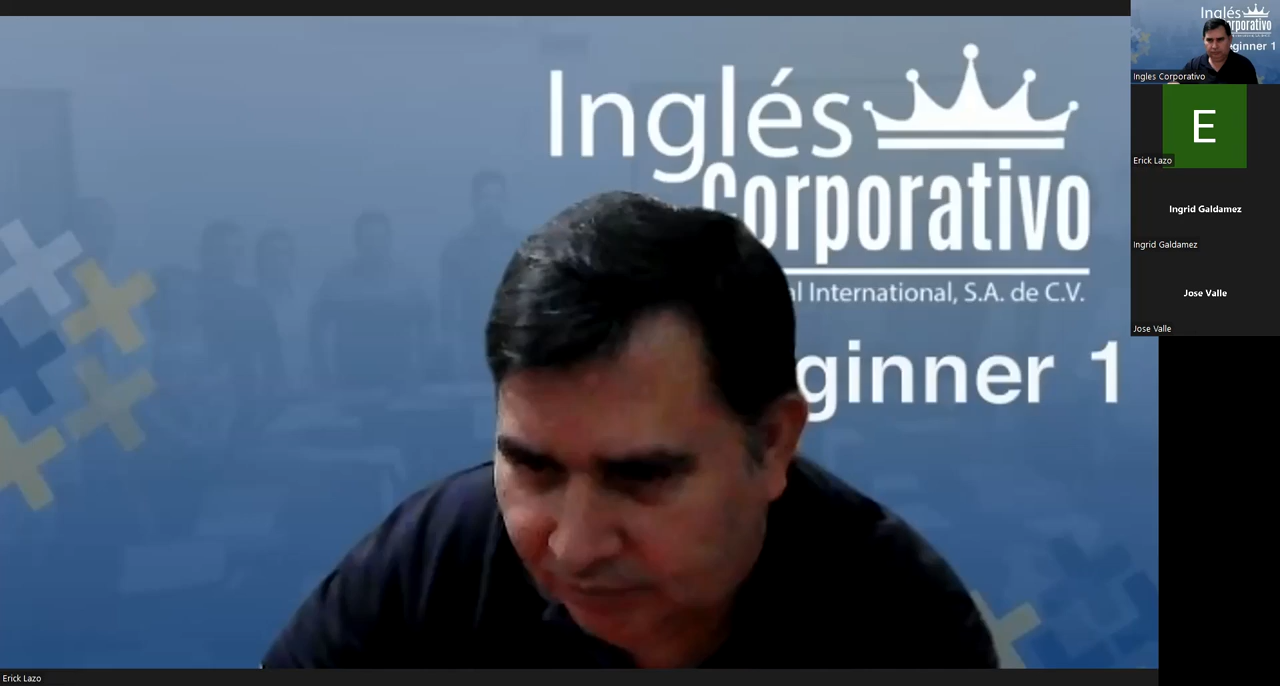 Inglés
Corporativo
al International, S.A. de C.V.
ginner 1
Erick Lazo
Inglés
orporativo
ginner 1
Ingles Corporativo
E
Erick Lazo
Ingrid Galdamez
Ingrid Galdamez
Jose Valle
Jose Valle